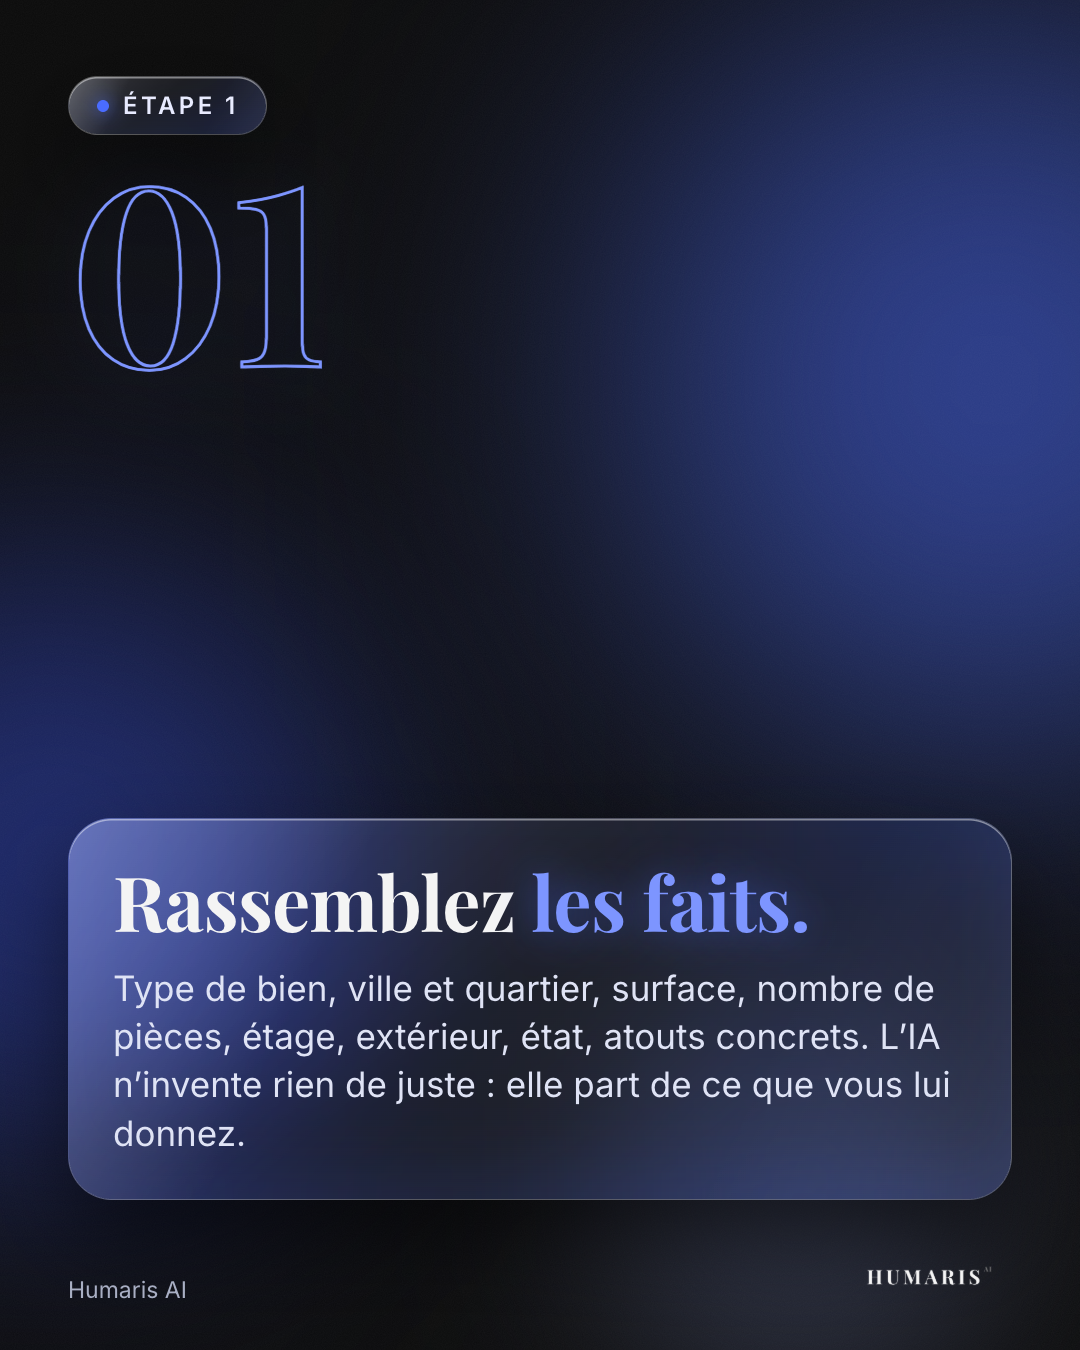 ÉTAPE 1
01
Rassemblez les faits.
Type de bien, ville et quartier, surface, nombre de
pièces, étage, extérieur, état, atouts concrets. L’IA
n’invente rien de juste : elle part de ce que vous lui
donnez.
Humaris AI
HUMARIS AI